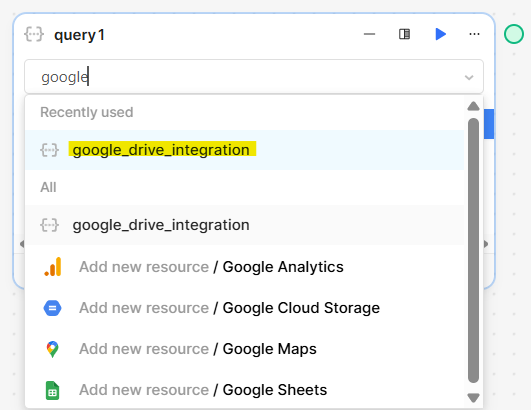 query1
google
Recently used
google_drive_integration
All
google_drive_integration
Add new resource / Google Analytics
Add new resource / Google Cloud Storage
Add new resource / Google Maps
Add new resource / Google Sheets